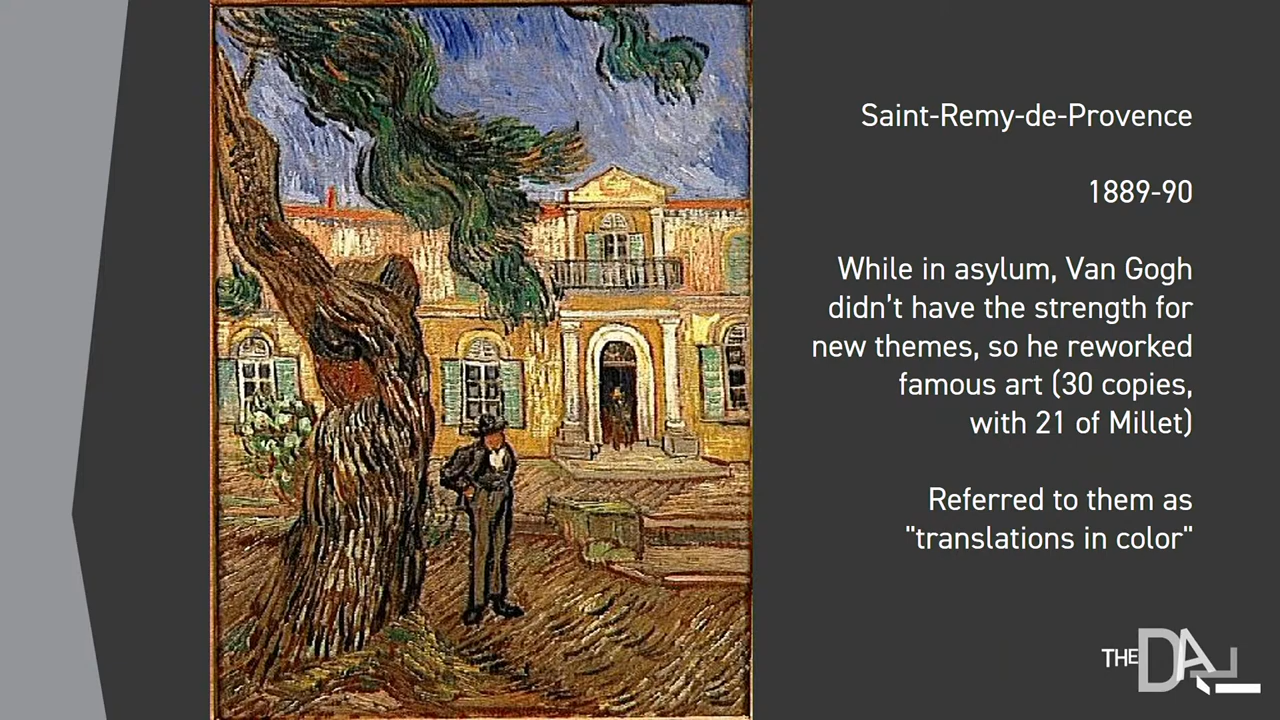 Saint-Remy-de-Provence
1889-90
While in asylum, Van Gogh
didn't have the strength for
new themes, so he reworked
famous art (30 copies,
with 21 of Millet)
Referred to them as
"translations in color"
THE DALÍ